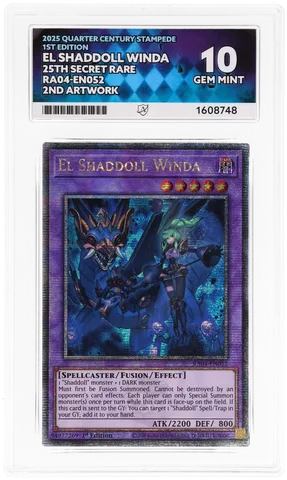 2025 QUARTER CENTURY STAMPEDE
1ST EDITION
EL SHADDOLL WINDA
25TH SECRET RARE
RA04-EN052
2ND ARTWORK
10
GEM MINT
1608748
EL SHADDOLL WINDA
[SPELLCASTER/FUSION/EFFECT]
1 "Shaddoll" monster + 1 DARK monster
Must first be Fusion Summoned. Cannot be destroyed by an
opponent's card effects. Each player can only Special Summon
monster(s) once per turn while this card is face-up on the field. If
this card is sent to the GY: You can target 1 "Shaddoll" Spell/Trap in
your GY; add it to your hand.
ATK/2200 DEF/ 800
1st Edition